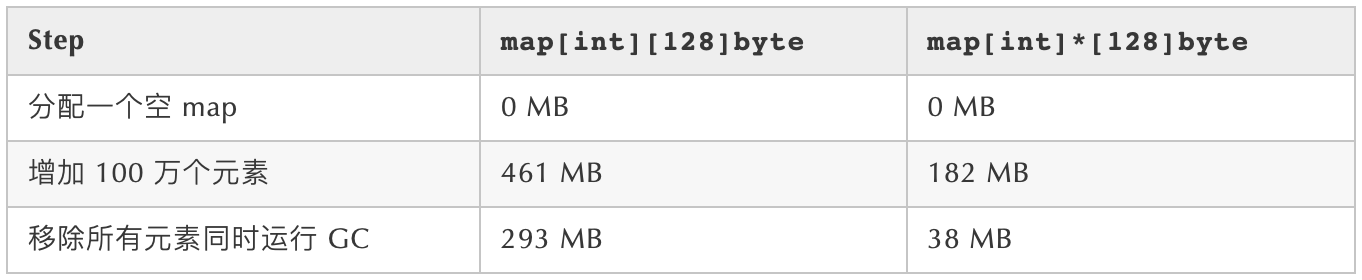 Step map[int][128]byte map[int]*[128]byte
分配一个空 map 0 MB 0 MB
增加 100 万个元素 461 MB 182 MB
移除所有元素同时运行 GC 293 MB 38 MB